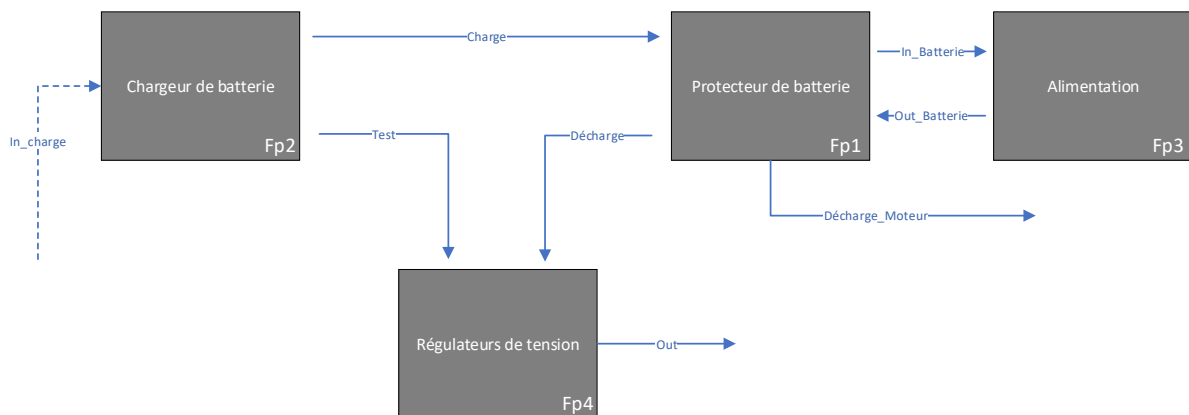 Charge
In_Batterie
Chargeur de batterie
Protecteur de batterie
Alimentation
Out_Batterie
In_charge
Test
Décharge
Fp2
Fp1
Fp3
Décharge_Moteur
Régulateurs de tension
Out
Fp4